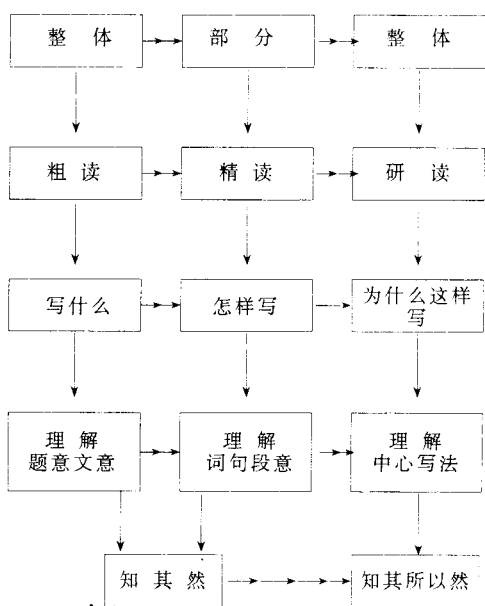 整体
部分
整体
粗读
精读
研读
写什么
怎样写
为什么这样
写
理解
题意文意
理解
词句段意
理解
中心写法
知其然
知其所以然